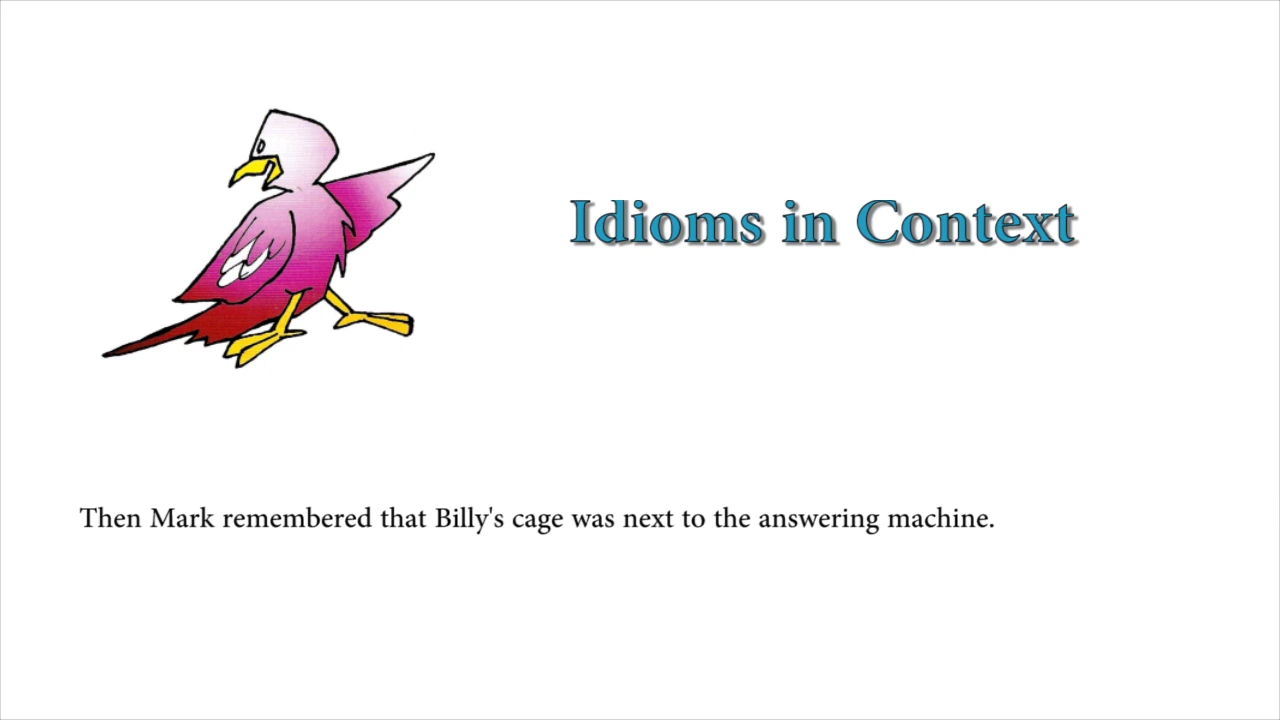 Idioms in Context
Then Mark remembered that Billy's cage was next to the answering machine.